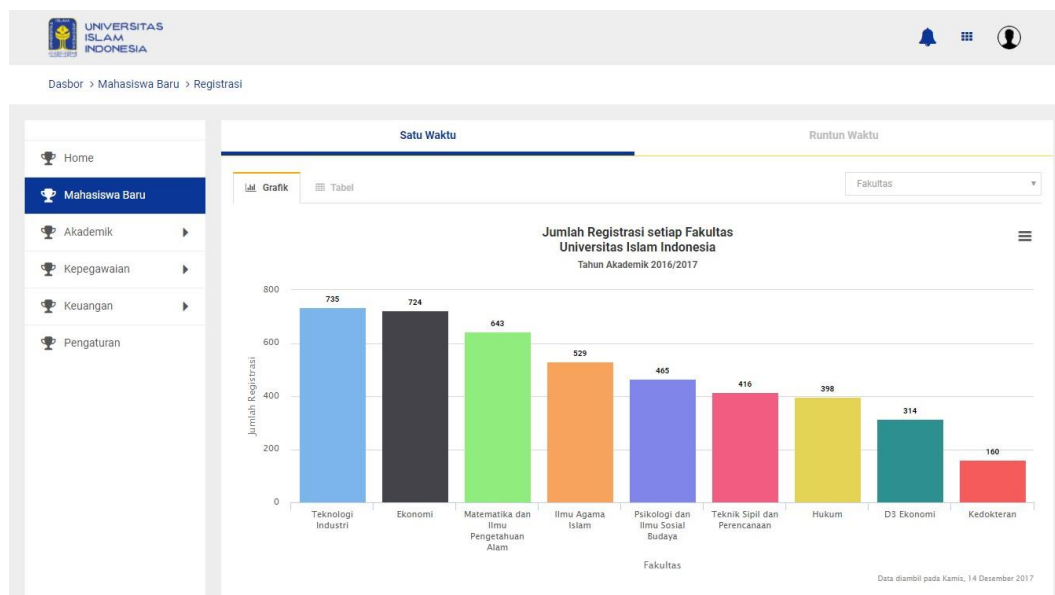 UNIVERSITAS
ISLAM
INDONESIA
Dasbor > Mahasiswa Baru > Registrasi
Home
Mahasiswa Baru
Akademik
Kepegawaian
Keuangan
Pengaturan
Satu Waktu
Runtun Waktu
Grafik
Tabel
Fakultas
Jumlah Registrasi setiap Fakultas
Universitas Islam Indonesia
Tahun Akademik 2016/2017
Jumlah Registrasi
800
600
400
200
0
735
724
643
529
465
416
398
314
160
Teknologi
Industri
Ekonomi
Matematika dan
Ilmu
Pengetahuan
Alam
Ilmu Agama
Islam
Psikologi dan
Ilmu Sosial
Budaya
Teknik Sipil dan
Perencanaan
Hukum
D3 Ekonomi
Kedokteran
Fakultas
Data diambil pada Kamis, 14 Desember 2017